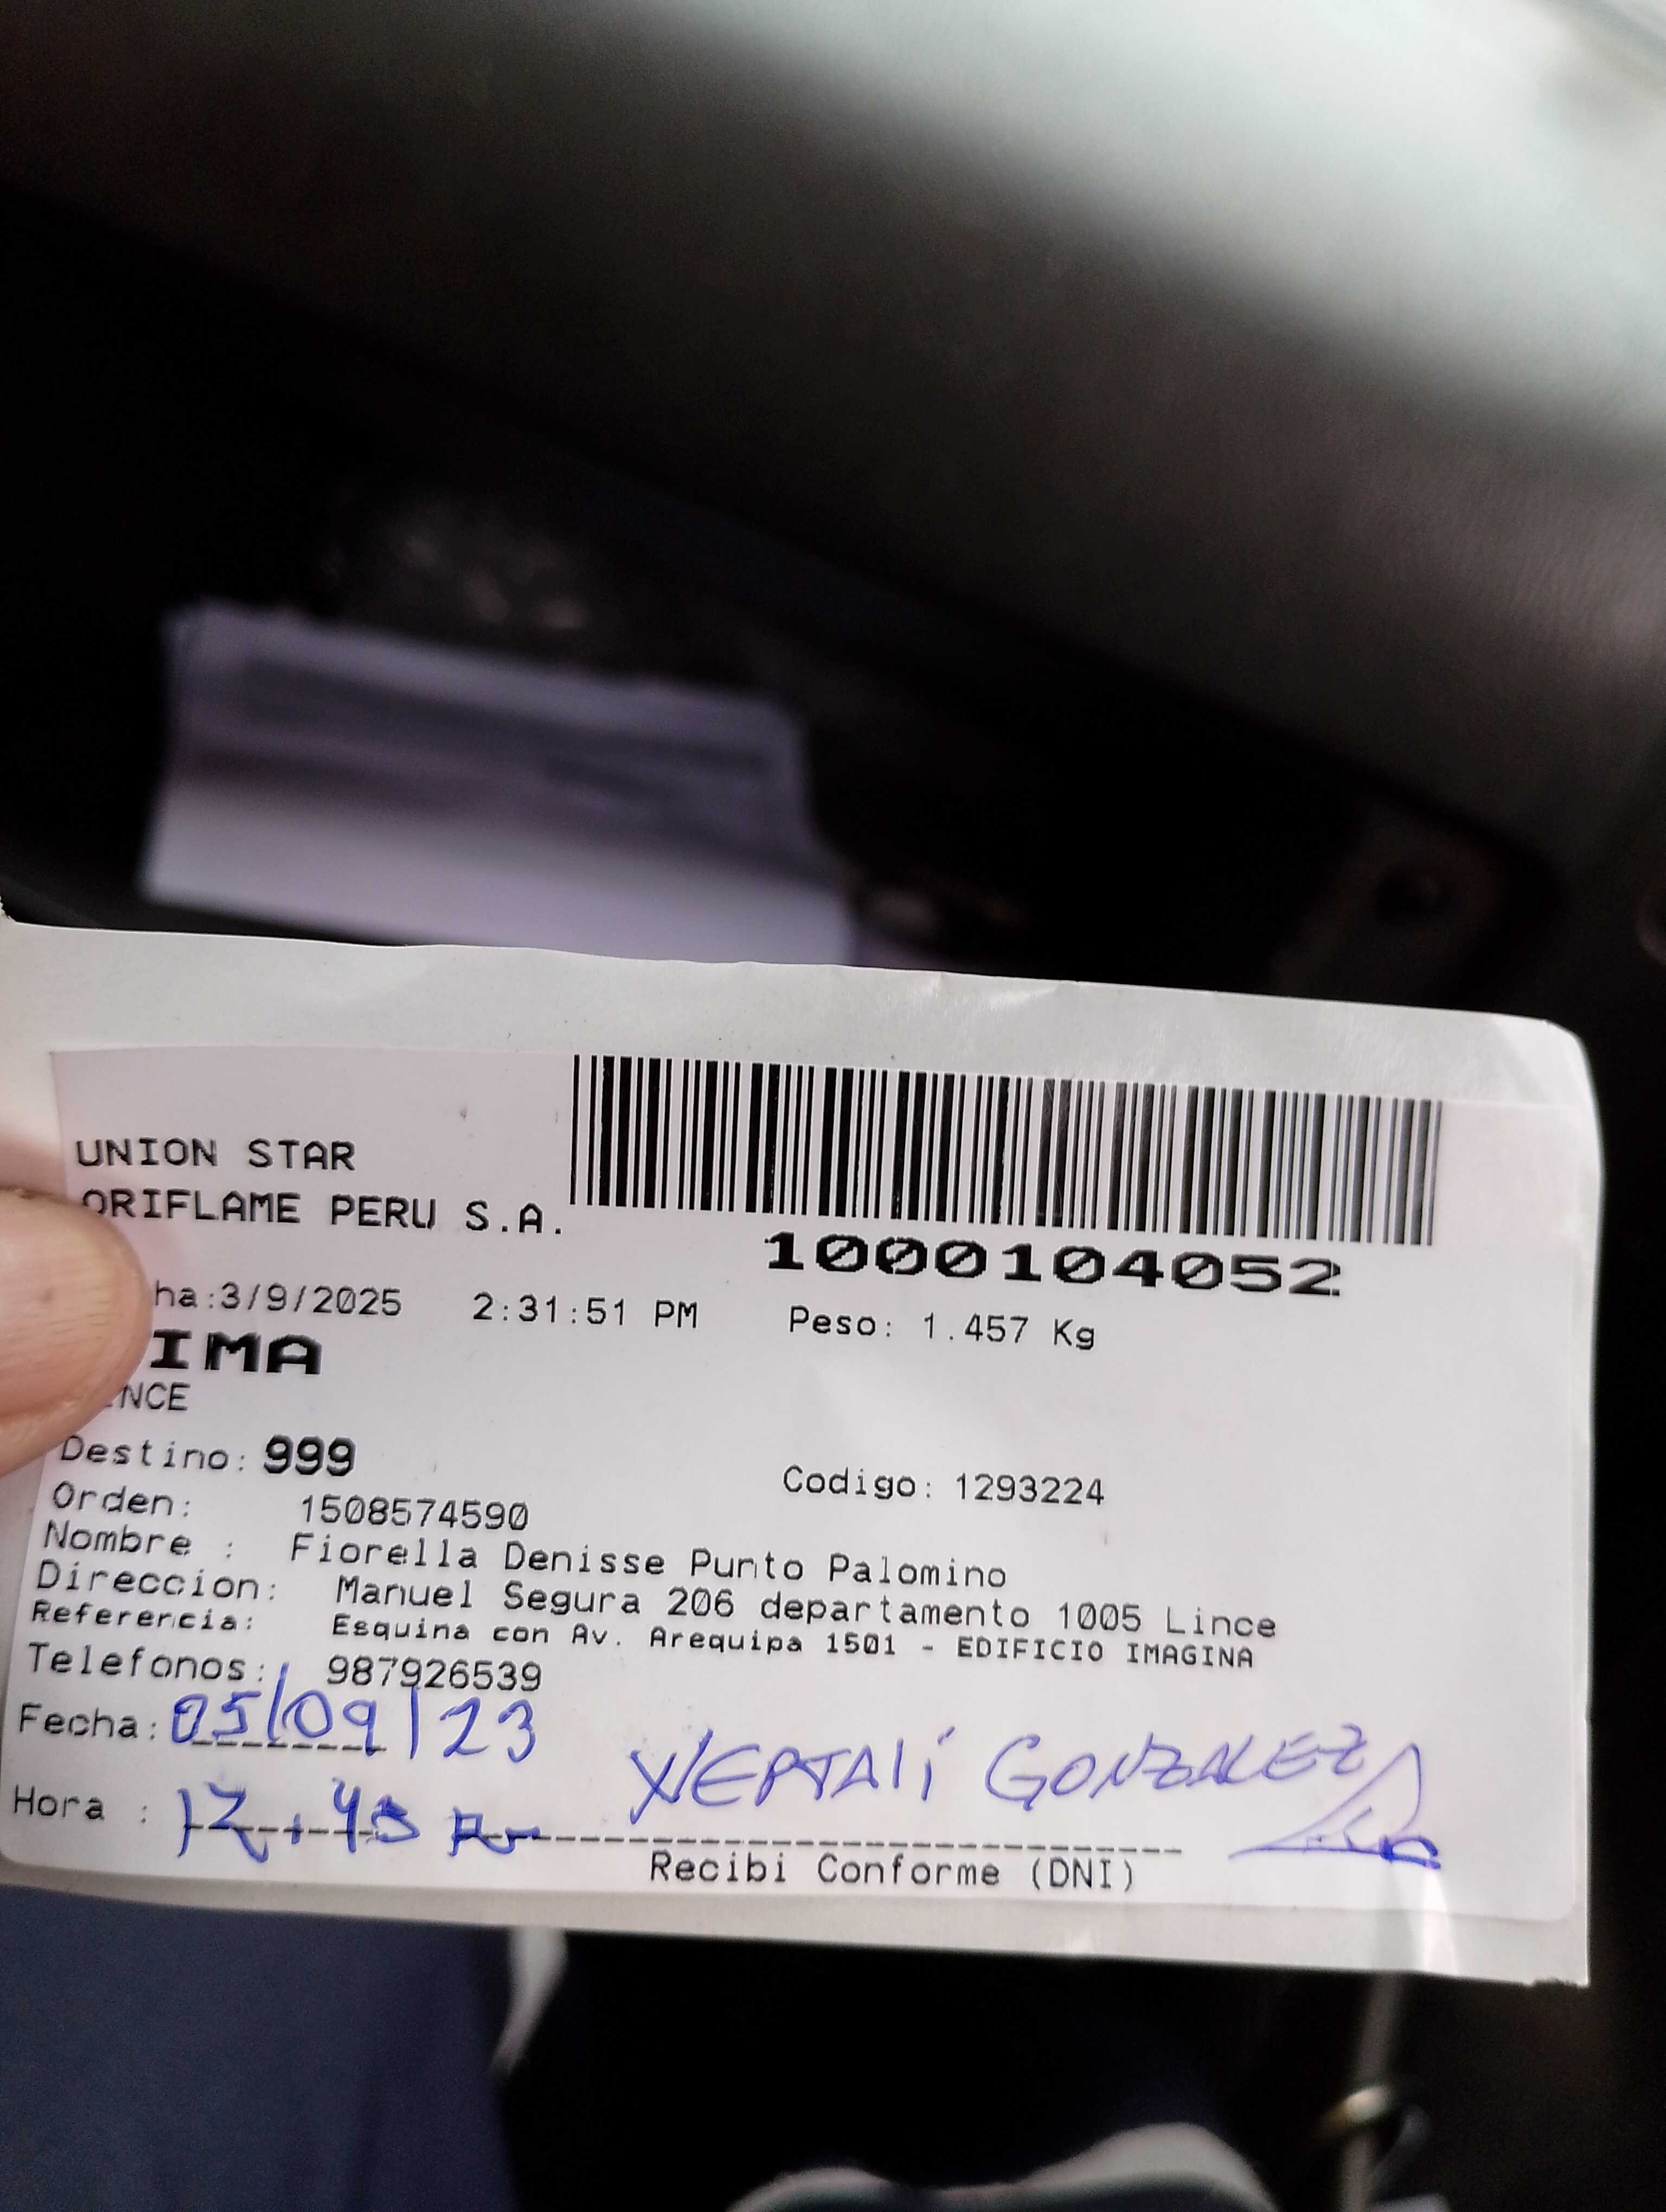 UNION STAR
ORIFLAME PERU S.A.
1000104052
ha:3/9/2025 2:31:51 PM Peso: 1.457 Kg
IMA
NCE
Destino: 999
Codigo: 1293224
Orden: 1508574590
Nombre : Fiorella Denisse Punto Palomino
Direccion: Manuel Segura 206 departamento 1005 Lince
Referencia: Esquina con Av. Arequipa 1501 - EDIFICIO IMAGINA
Telefonos: 987926539
Fecha: 05/09/23
NEPTALI GONZALEZ
Hora :
Recibi Conforme (DNI)